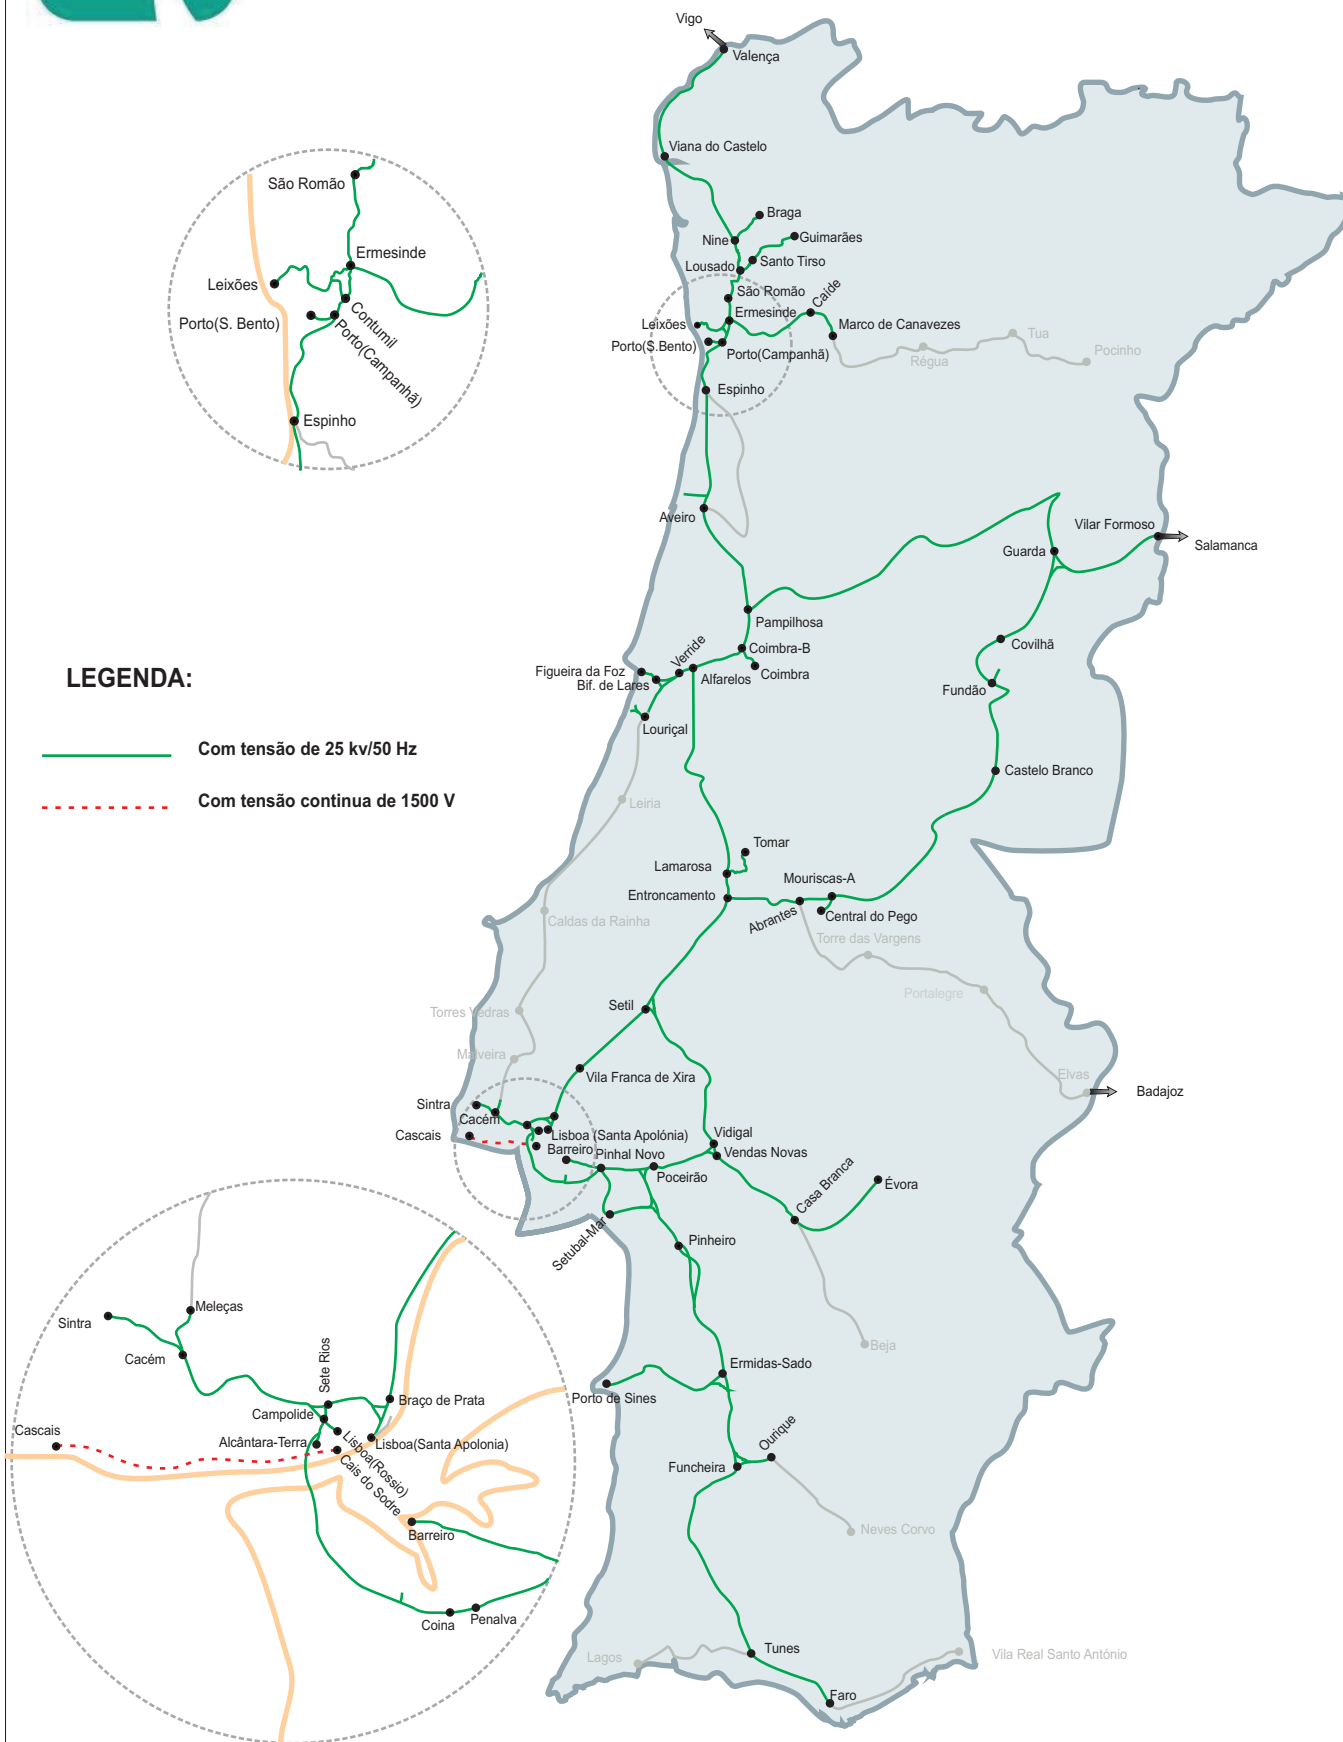 Vigo
Valença
Viana do Castelo
Braga
Nine
Guimarães
Lousado
Santo Tirso
São Romão
Ermesinde
Caíde
Leixões
Porto(S.Bento)
Porto(Campanhã)
Marco de Canavezes
Régua
Tua
Pocinho
Espinho
São Romão
Ermesinde
Leixões
Porto(S. Bento)
Contumil
Porto(Campanhã)
Espinho
Aveiro
Vilar Formoso
Guarda
Salamanca
Pampilhosa
Covilhã
Coimbra-B
Coimbra
Verride
Figueira da Foz
Bif. de Lares
Alfarelos
Fundão
Louriçal
LEGENDA:
Com tensão de 25 kv/50 Hz
Com tensão continua de 1500 V
Castelo Branco
Leiria
Tomar
Lamarosa
Mouriscas-A
Entroncamento
Abrantes
Central do Pego
Caldas da Rainha
Torre das Vargens
Portalegre
Setil
Torres Vedras
Malveira
Vila Franca de Xira
Elvas
Badajoz
Sintra
Cacém
Cascais
Lisboa (Santa Apolónia)
Barreiro
Pinhal Novo
Vidigal
Vendas Novas
Poceirão
Casa Branca
Évora
Setubal-Mar
Pinheiro
Beja
Ermidas-Sado
Porto de Sines
Ourique
Funcheira
Neves Corvo
Meleças
Sintra
Cacém
Sete Rios
Braço de Prata
Campolide
Cascais
Alcântara-Terra
Lisboa(Santa Apolonia)
Lisboa(Rossio)
Cais do Sodre
Barreiro
Coina
Penalva
Lagos
Tunes
Vila Real Santo António
Faro